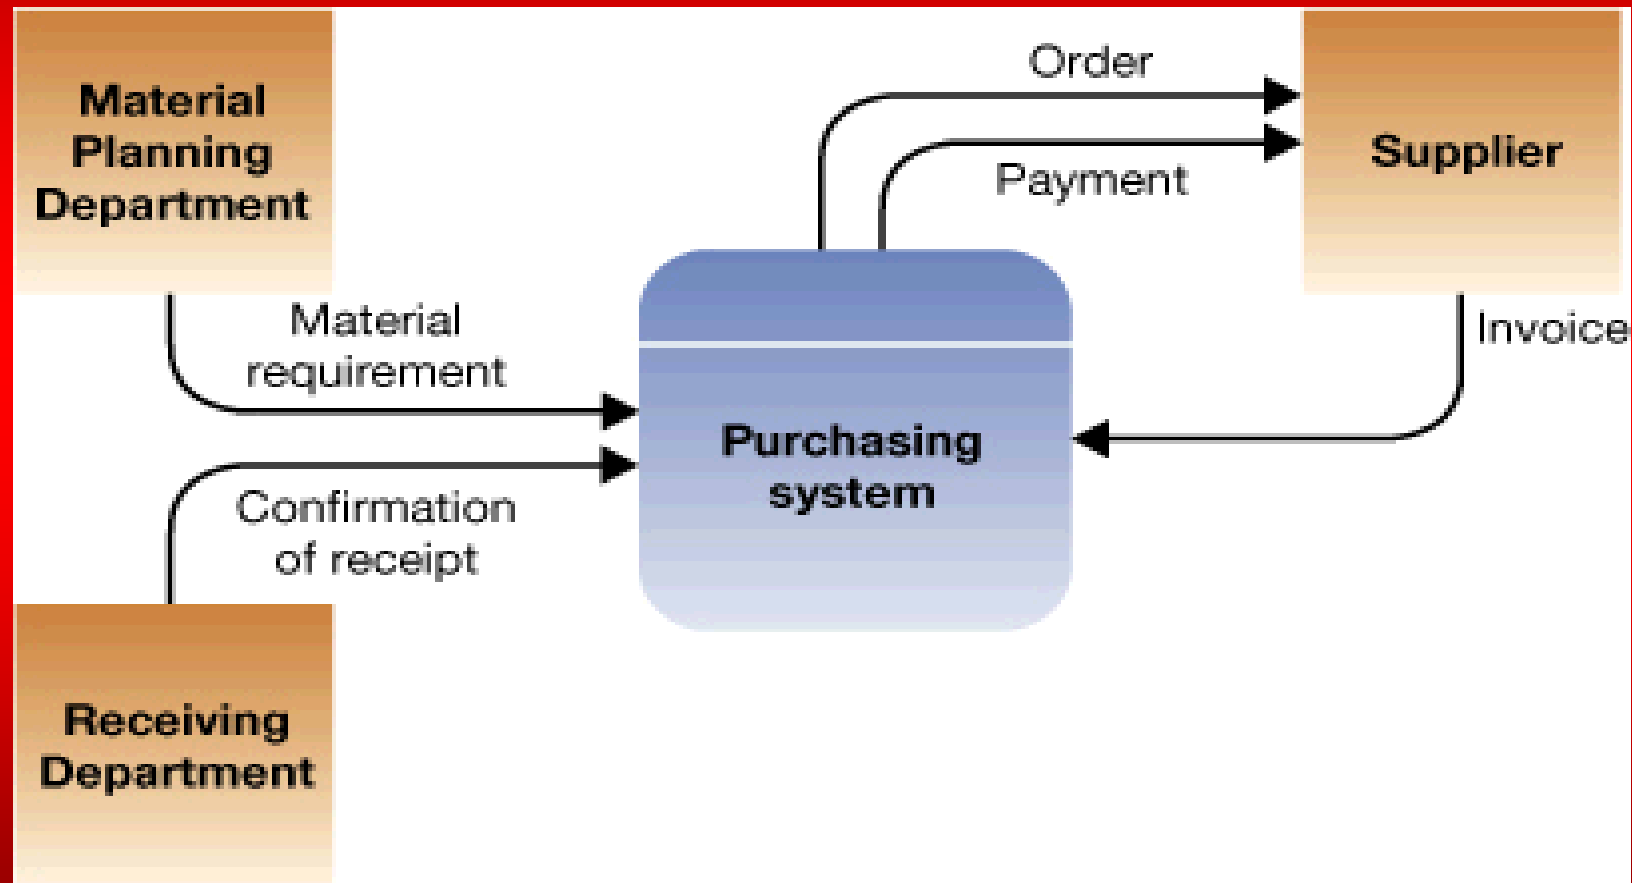 Material
Planning
Department
Order
Payment
Supplier
Material
requirement
Invoice
Purchasing
system
Confirmation
of receipt
Receiving
Department